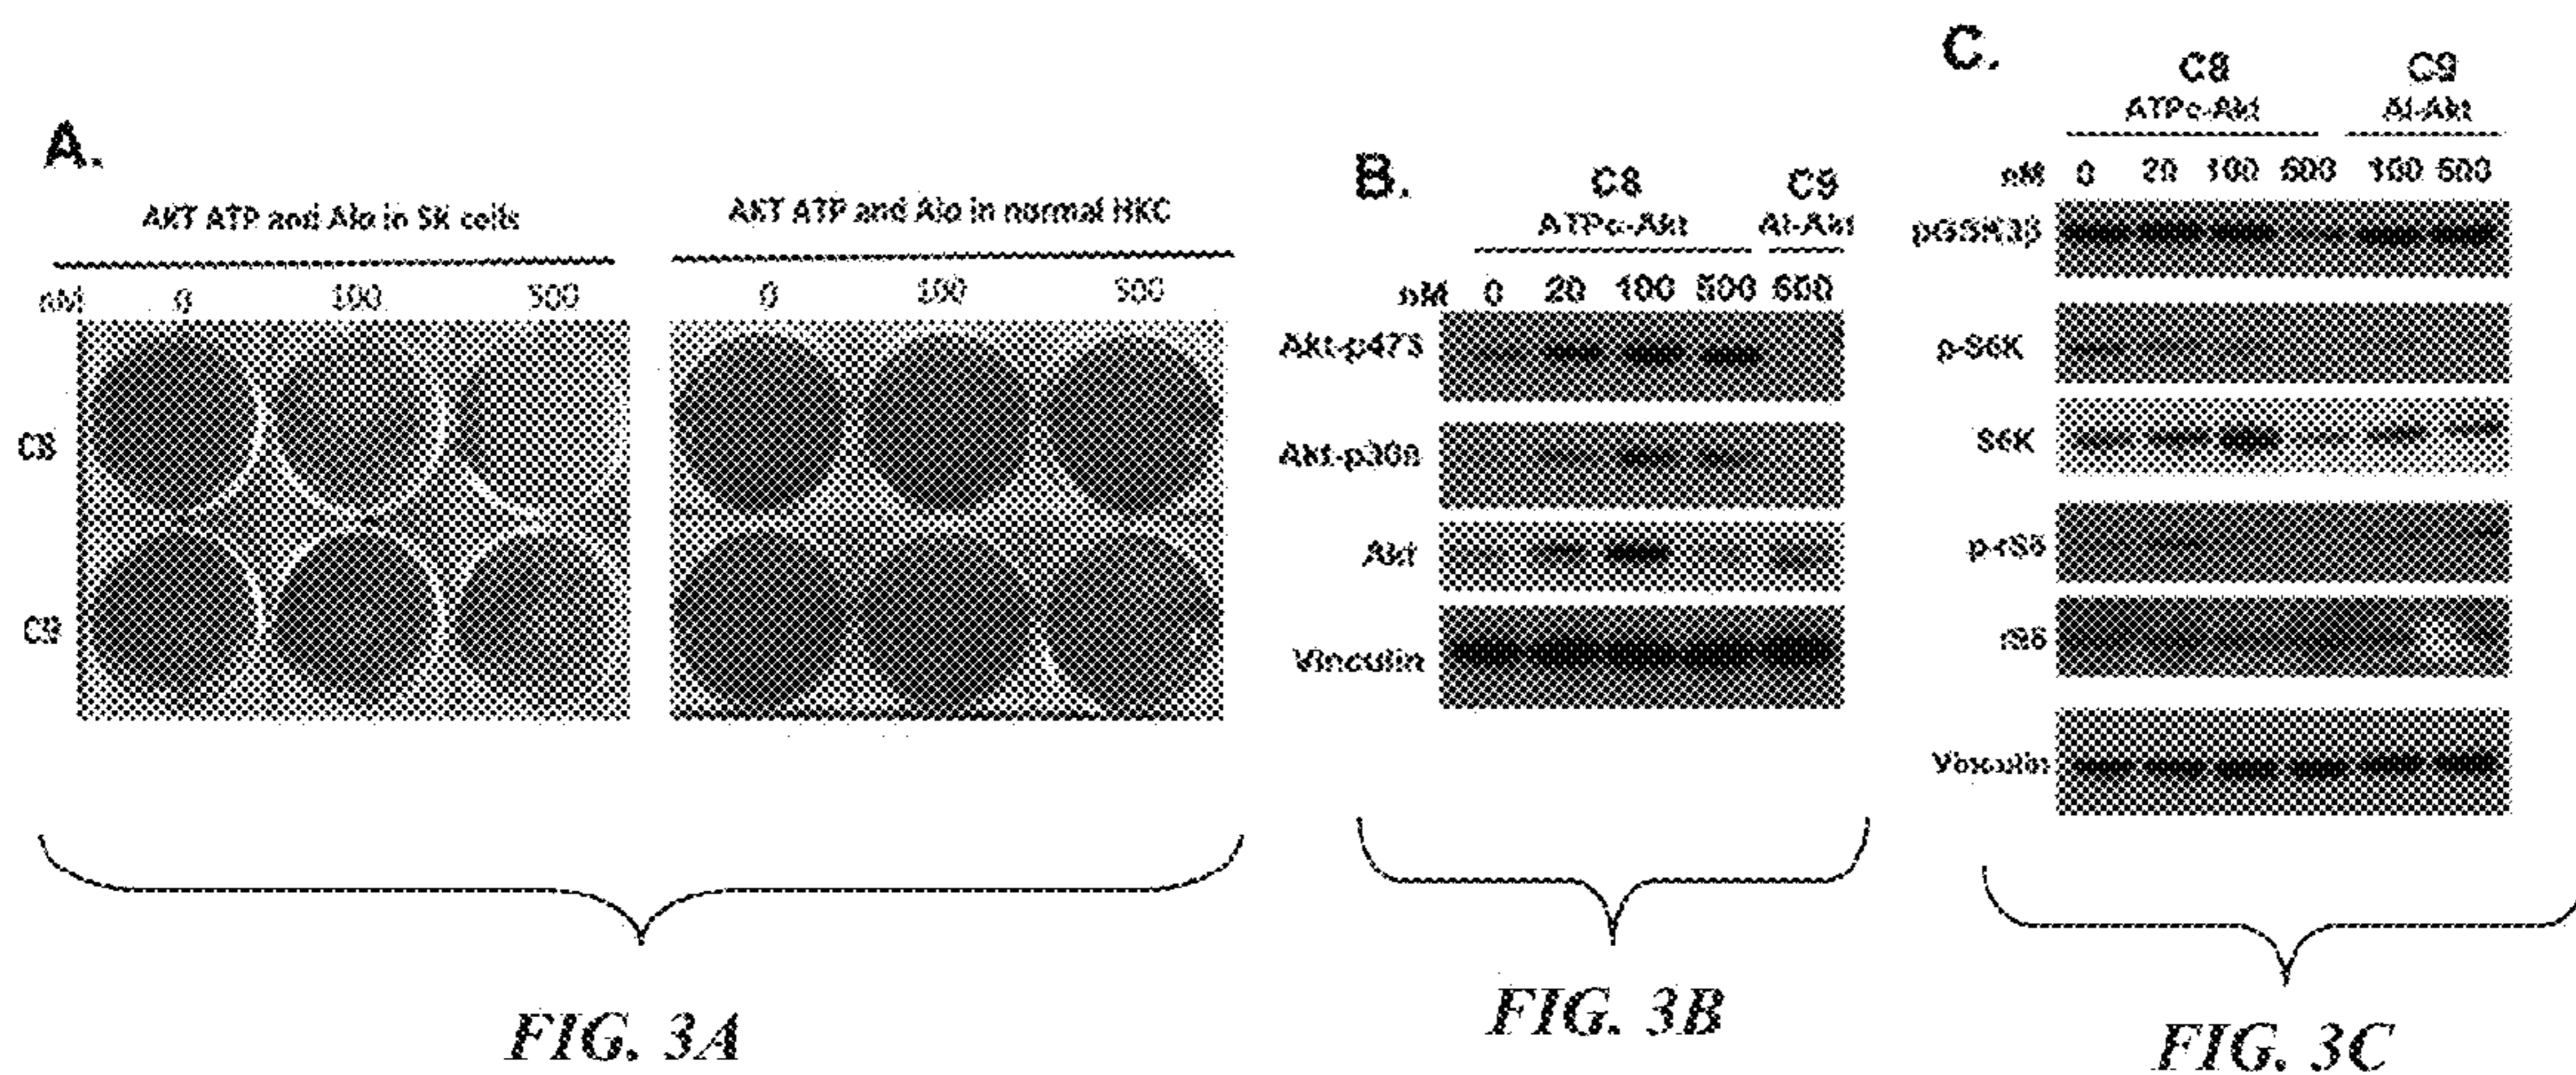 A.
AKT ATP and Alo in SK cells
AKT ATP and Alo in normal HKC
nM 0 100 500
0 100 500
C8
C9
FIG. 3A
B.
C8 C9
ATPc-Akt Al-Akt
nM 0 20 100 500 500
Akt-p473
Akt-p308
Akt
Vinculin
FIG. 3B
C.
C8 C9
ATPc-Akt Al-Akt
nM 0 20 100 500 100 500
pGSK3β
p-S6K
S6K
p-rS6
rS6
Vinculin
FIG. 3C